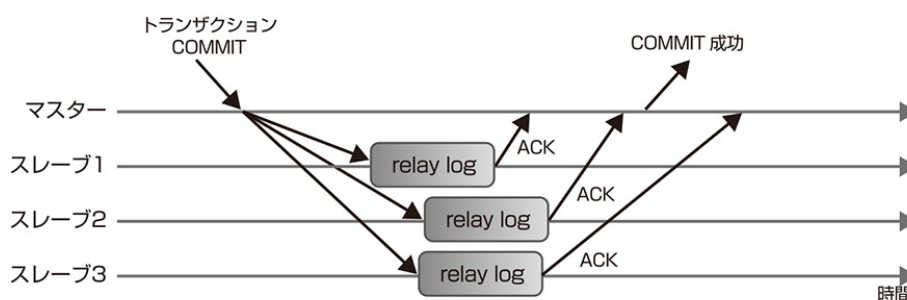 トランザクション
COMMIT
COMMIT 成功
マスター
スレーブ1
relay log
ACK
スレーブ2
relay log
ACK
スレーブ3
relay log
ACK
時間